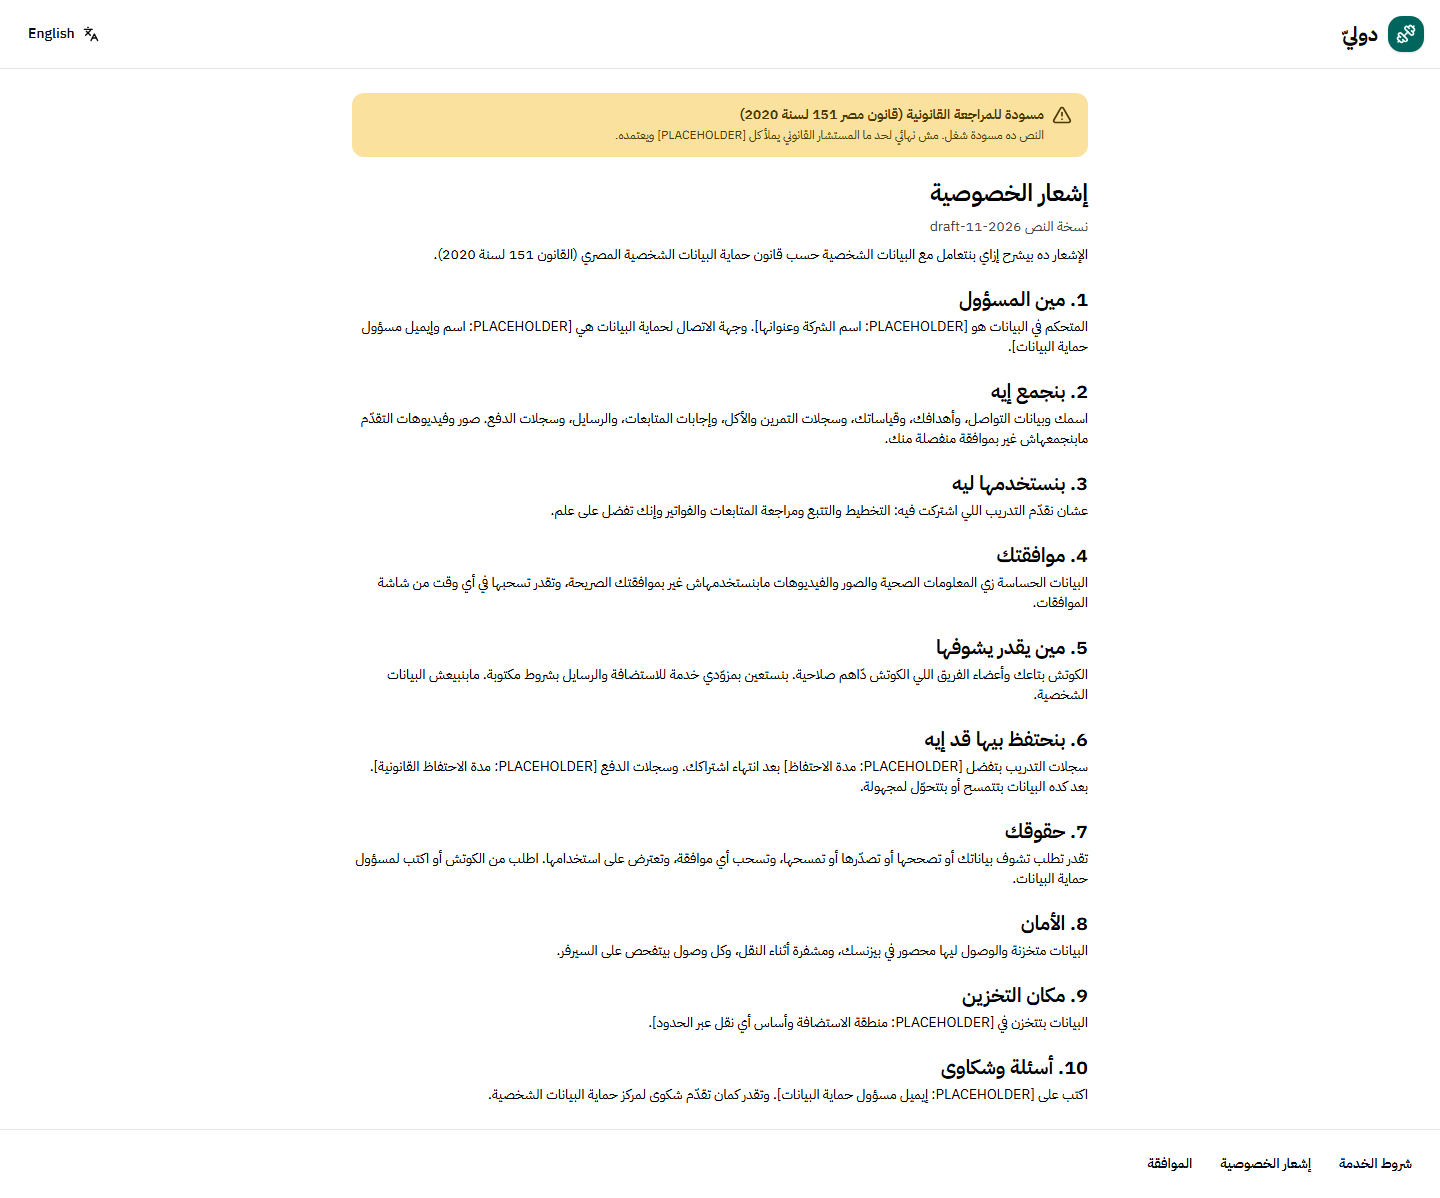 دوليّ
English
مسودة للمراجعة القانونية (قانون مصر 151 لسنة 2020)
النص ده مسودة شغل. مش نهائي لحد ما المستشار القانوني يملأ كل [PLACEHOLDER] ويعتمده.
إشعار الخصوصية
نسخة النص draft-11-2026
الإشعار ده بيشرح إزاي بنتعامل مع البيانات الشخصية حسب قانون حماية البيانات الشخصية المصري (القانون 151 لسنة 2020).
1. مين المسؤول
المتحكم في البيانات هو [PLACEHOLDER: اسم الشركة وعنوانها]. وجهة الاتصال لحماية البيانات هي [PLACEHOLDER: اسم وإيميل مسؤول
حماية البيانات].
2. بنجمع إيه
اسمك وبيانات التواصل، وأهدافك، وقياساتك، وسجلات التمرين والأكل، وإجابات المتابعات، والرسايل، وسجلات الدفع. صور وفيديوهات التقدّم
مابنجمعهاش غير بموافقة منفصلة منك.
3. بنستخدمها ليه
عشان نقدّم التدريب اللي اشتركت فيه: التخطيط والتتبع ومراجعة المتابعات والفواتير وإنك تفضل على علم.
4. موافقتك
البيانات الحساسة زي المعلومات الصحية والصور والفيديوهات مابنستخدمهاش غير بموافقتك الصريحة، وتقدر تسحبها في أي وقت من شاشة
الموافقات.
5. مين يقدر يشوفها
الكوتش بتاعك وأعضاء الفريق اللي الكوتش دّاهم صلاحية. بنستعين بمزوّدي خدمة للاستضافة والرسايل بشروط مكتوبة. مابنبيعش البيانات
الشخصية.
6. بنحتفظ بيها قد إيه
سجلات التدريب بتفضل [PLACEHOLDER: مدة الاحتفاظ] بعد انتهاء اشتراكك. وسجلات الدفع [PLACEHOLDER: مدة الاحتفاظ القانونية].
بعد كده البيانات بتتمسح أو بتتحوّل لمجهولة.
7. حقوقك
تقدر تطلب تشوف بياناتك أو تصححها أو تصدّرها أو تمسحها، وتسحب أي موافقة، وتعترض على استخدامها. اطلب من الكوتش أو اكتب لمسؤول
حماية البيانات.
8. الأمان
البيانات متخزنة والوصول ليها محصور في بيزنسك، ومشفرة أثناء النقل، وكل وصول بيتفحص على السيرفر.
9. مكان التخزين
البيانات بتتخزن في [PLACEHOLDER: منطقة الاستضافة وأساس أي نقل عبر الحدود].
10. أسئلة وشكاوى
اكتب على [PLACEHOLDER: إيميل مسؤول حماية البيانات]. وتقدر كمان تقدّم شكوى لمركز حماية البيانات الشخصية.
شروط الخدمة
إشعار الخصوصية
الموافقة